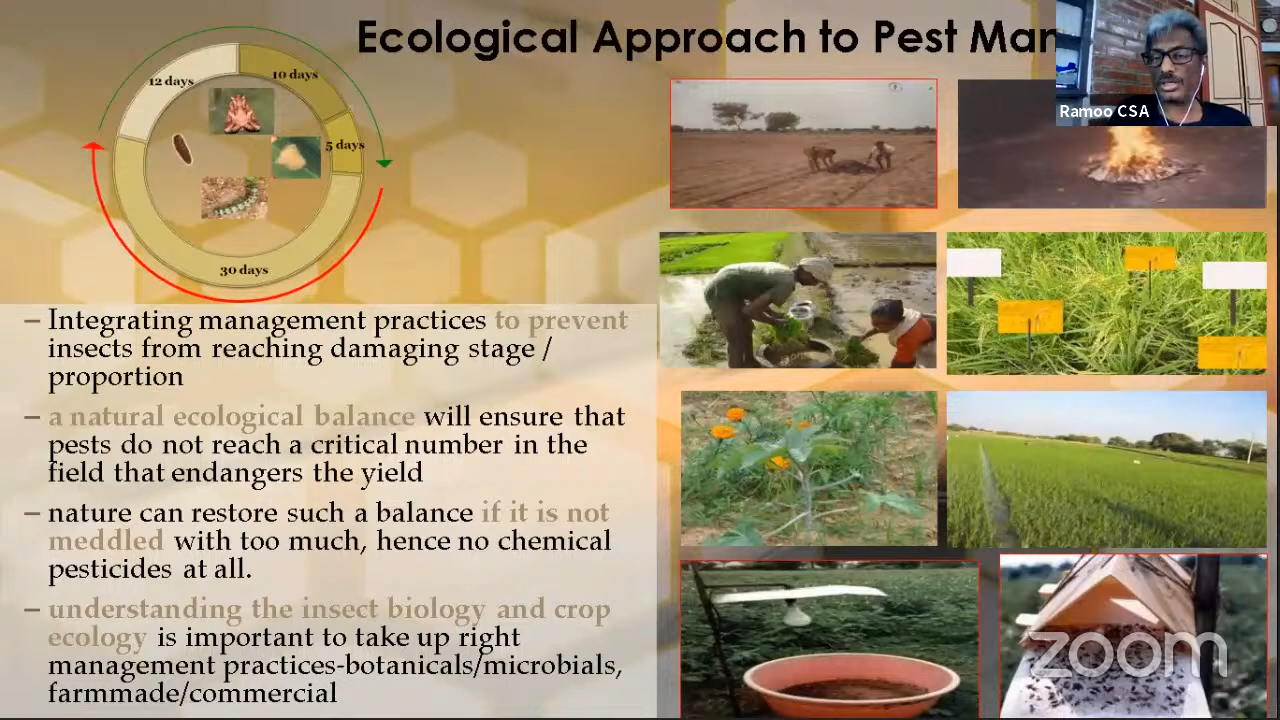 Ecological Approach to Pest Man
12 days
10 days
5 days
30 days
Ramoo CSA
– Integrating management practices to prevent
insects from reaching damaging stage /
proportion
– a natural ecological balance will ensure that
pests do not reach a critical number in the
field that endangers the yield
– nature can restore such a balance if it is not
meddled with too much, hence no chemical
pesticides at all.
– understanding the insect biology and crop
ecology is important to take up right
management practices-botanicals/microbials,
farmmade/commercial
zoom